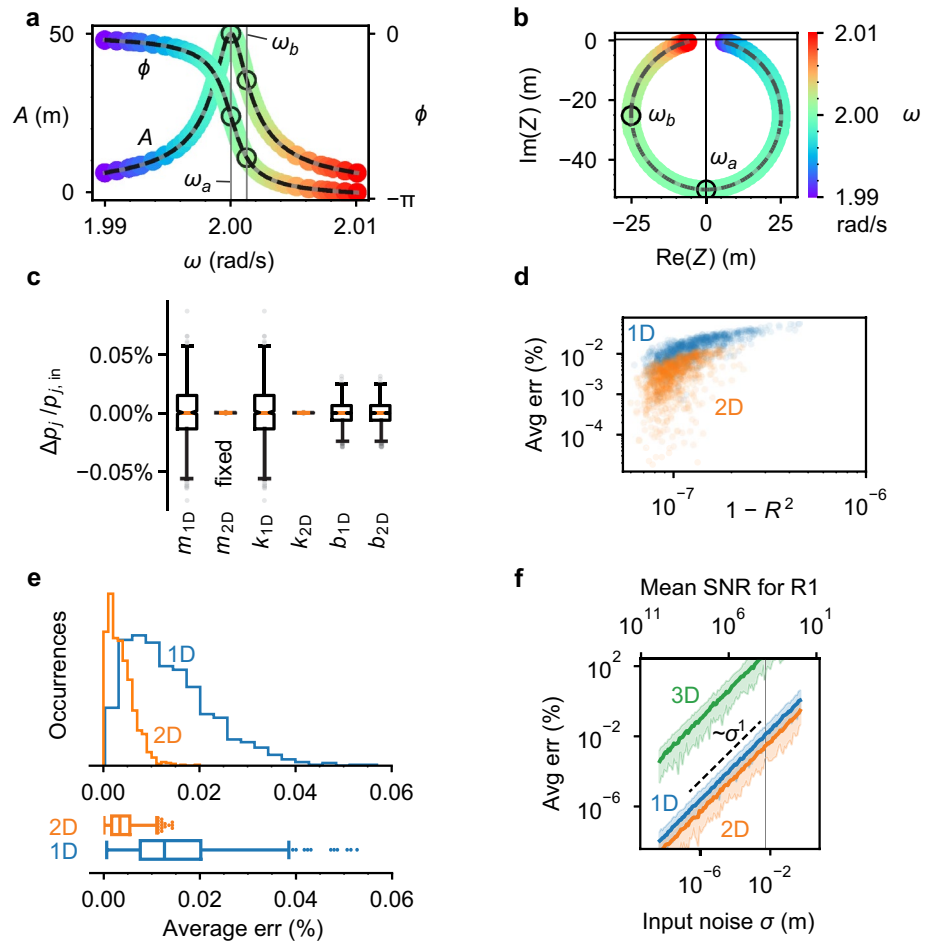 a
50
0
A (m)
ϕ
A
ω_b
ω_a
0
−π
ϕ
1.99
2.00
2.01
ω (rad/s)
b
0
−20
−40
Im(Z) (m)
ω_b
ω_a
−25
0
25
Re(Z) (m)
2.01
2.00
1.99
ω
rad/s
c
0.05%
0.00%
−0.05%
Δp_j /p_{j, in}
fixed
m_1D
m_2D
k_1D
k_2D
b_1D
b_2D
d
1D
2D
10^−2
10^−3
10^−4
Avg err (%)
10^−7
10^−6
1 − R^2
e
Occurrences
1D
2D
0.00
0.02
0.04
0.06
2D
1D
0.00
0.02
0.04
0.06
Average err (%)
f
Mean SNR for R1
10^11
10^6
10^1
10^2
10^−2
10^−6
Avg err (%)
3D
~σ^1
1D
2D
10^−6
10^−2
Input noise σ (m)